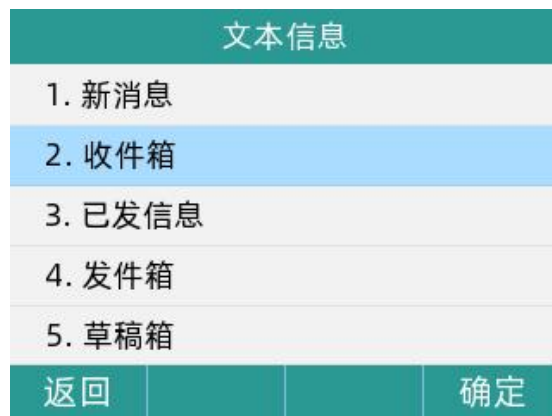 文本信息
1. 新消息
2. 收件箱
3. 已发信息
4. 发件箱
5. 草稿箱
返回 确定